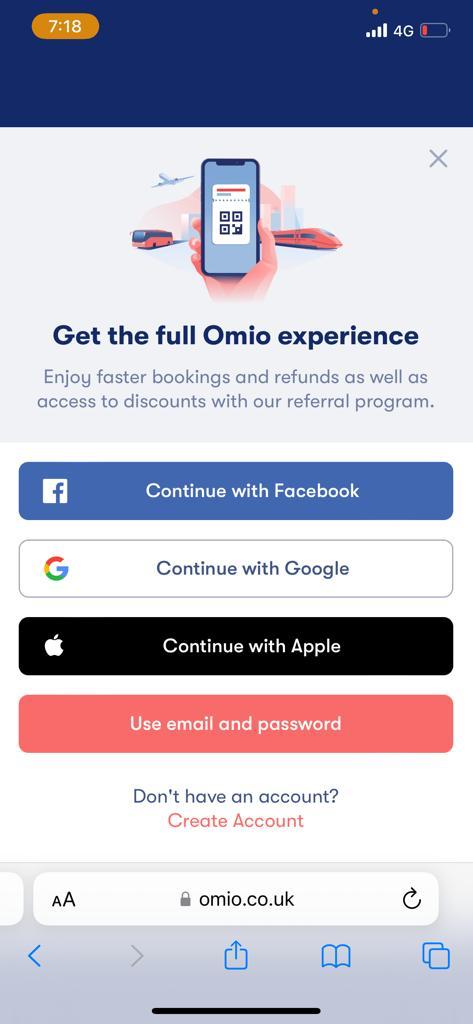 7:18
4G
Get the full Omio experience
Enjoy faster bookings and refunds as well as
access to discounts with our referral program.
Continue with Facebook
Continue with Google
Continue with Apple
Use email and password
Don't have an account?
Create Account
AA
omio.co.uk